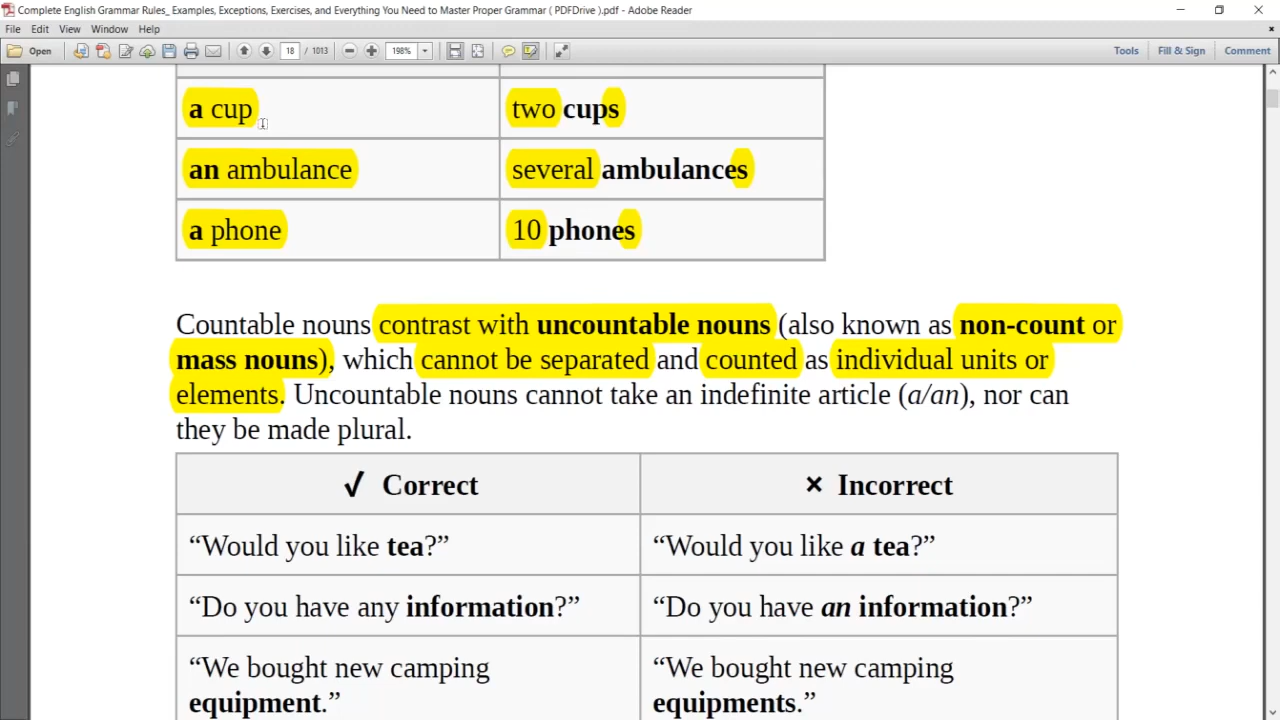 Complete English Grammar Rules_ Examples, Exceptions, Exercises, and Everything You Need to Master Proper Grammar ( PDFDrive ).pdf - Adobe Reader
File Edit View Window Help
Open 18 / 1013 198% Tools Fill & Sign Comment
a cup two cups
an ambulance several ambulances
a phone 10 phones
Countable nouns contrast with uncountable nouns (also known as non-count or
mass nouns), which cannot be separated and counted as individual units or
elements. Uncountable nouns cannot take an indefinite article (a/an), nor can
they be made plural.
✓ Correct × Incorrect
“Would you like tea?” “Would you like a tea?”
“Do you have any information?” “Do you have an information?”
“We bought new camping “We bought new camping
equipment.” equipments.”